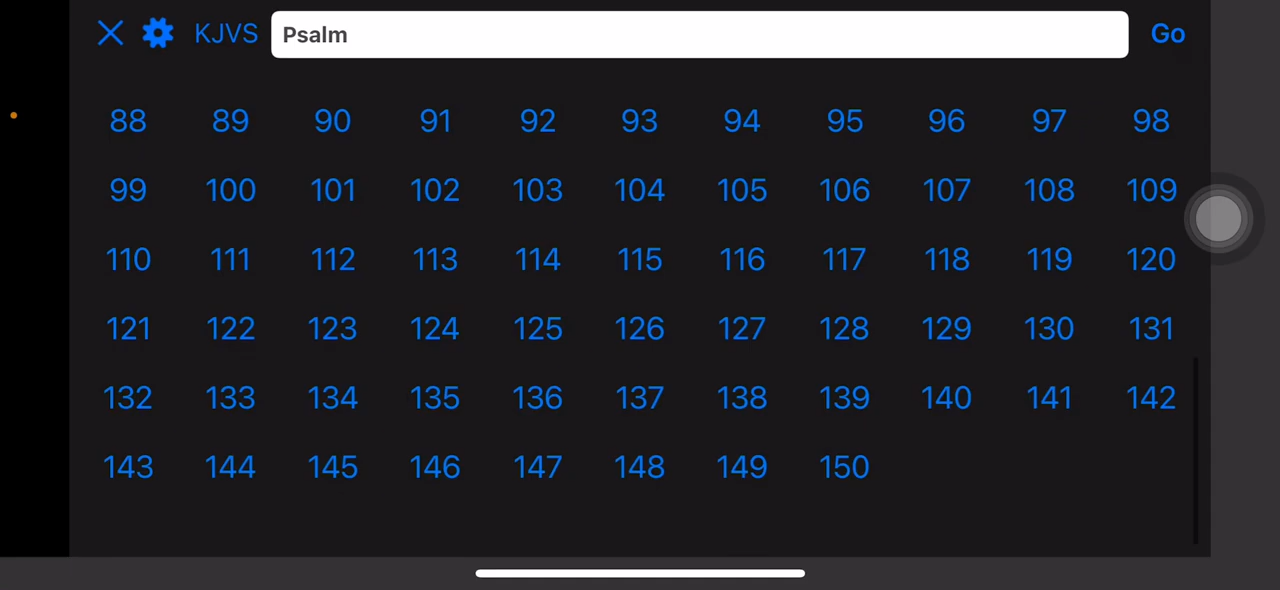 KJVS Psalm Go
88 89 90 91 92 93 94 95 96 97 98
99 100 101 102 103 104 105 106 107 108 109
110 111 112 113 114 115 116 117 118 119 120
121 122 123 124 125 126 127 128 129 130 131
132 133 134 135 136 137 138 139 140 141 142
143 144 145 146 147 148 149 150